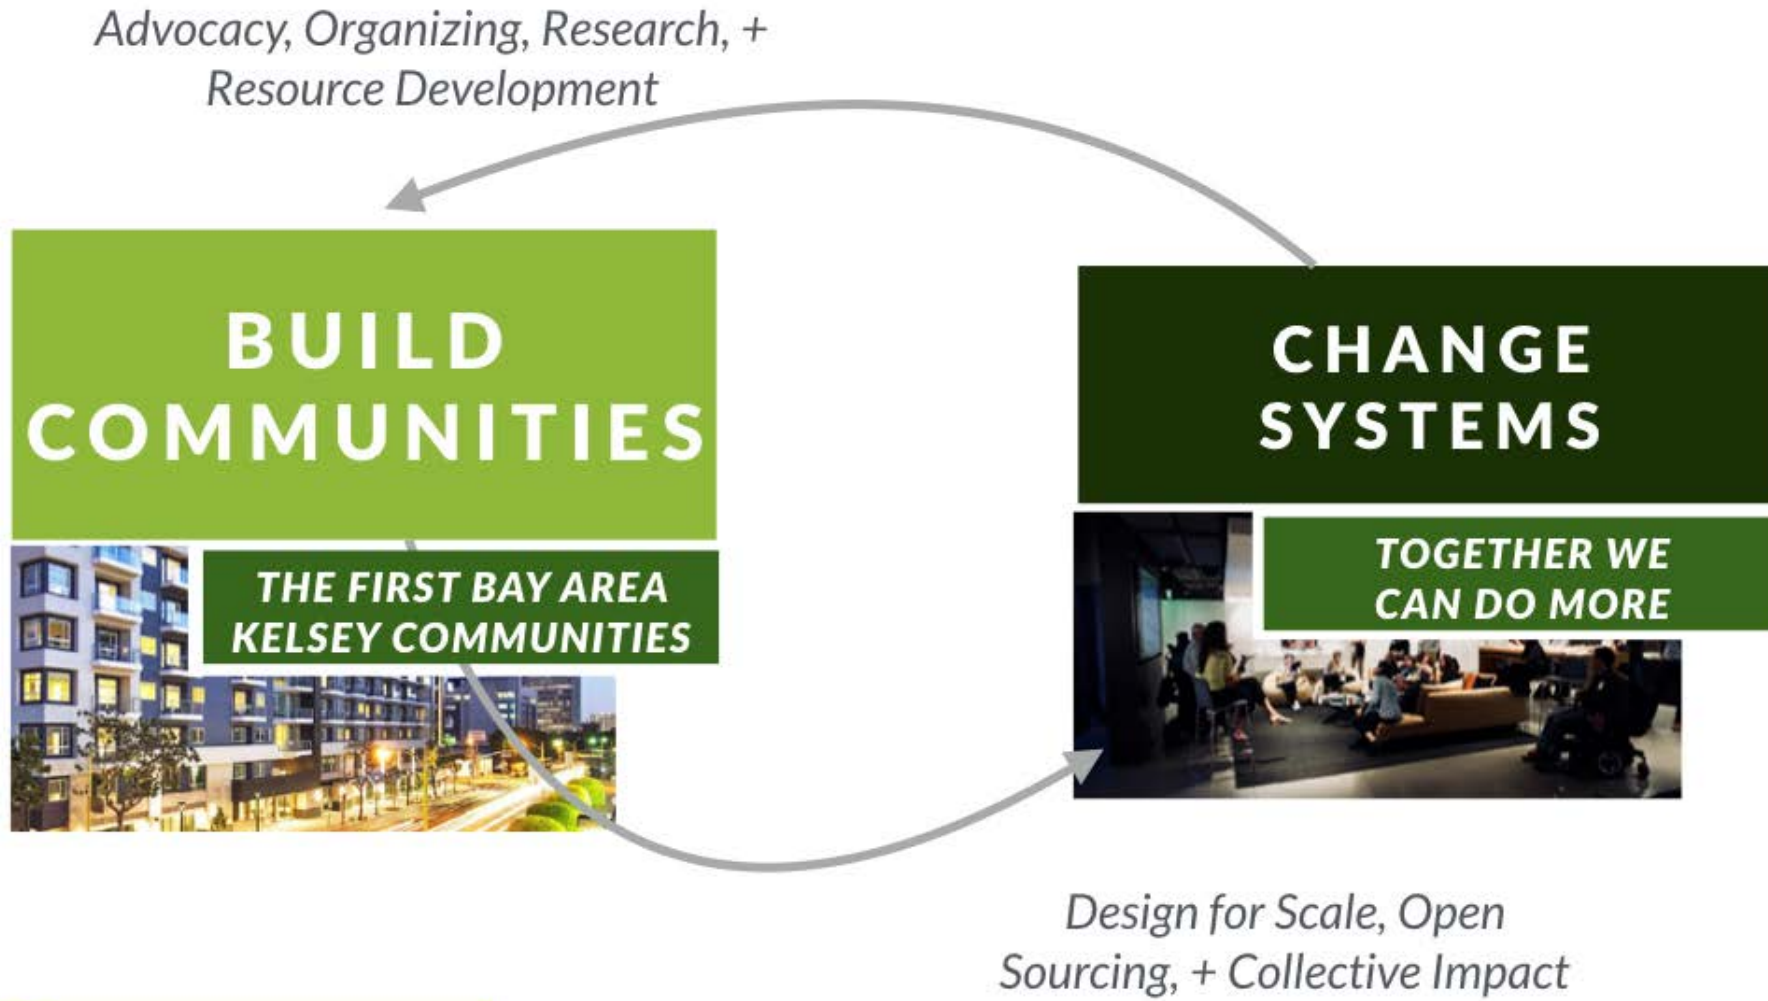 Advocacy, Organizing, Research, +
Resource Development
BUILD
COMMUNITIES
THE FIRST BAY AREA
KELSEY COMMUNITIES
CHANGE
SYSTEMS
TOGETHER WE
CAN DO MORE
Design for Scale, Open
Sourcing, + Collective Impact